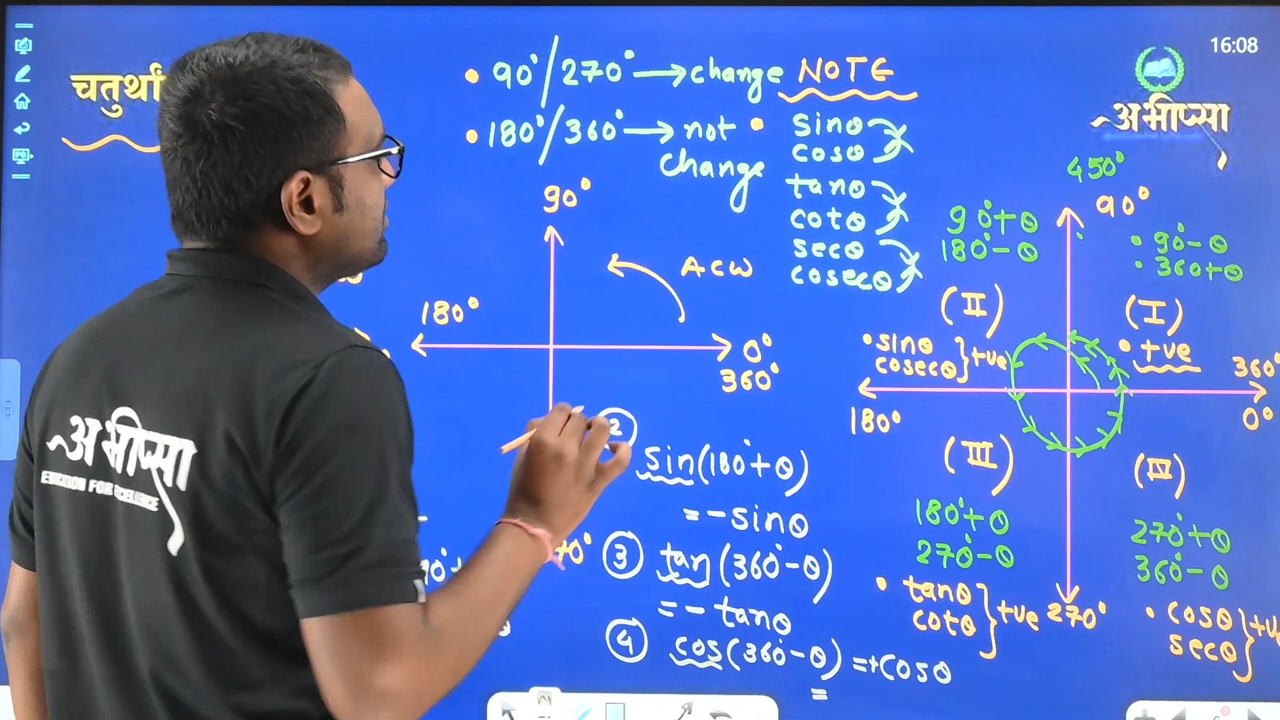 16:08
चतुर्थां
• 90°/270° → change
• 180°/360° → not change
NOTE
• sinθ
cosθ
tanθ
cotθ
secθ
cosecθ
अभीप्सा
90°
180°
0°
360°
ACW
450°
90°
90°+θ
180°-θ
• 90°-θ
• 360+θ
(II)
(I)
• sinθ
cosecθ } +ve
• +ve
180°
360°
0°
(III)
(IV)
180°+θ
270°-θ
270°+θ
360°-θ
• tanθ
cotθ } +ve
270°
• cosθ
secθ } +v
②
sin(180°+θ)
= -sinθ
③ tan(360°-θ)
= -tanθ
④ cos(360°-θ) = +cosθ
अभीप्सा